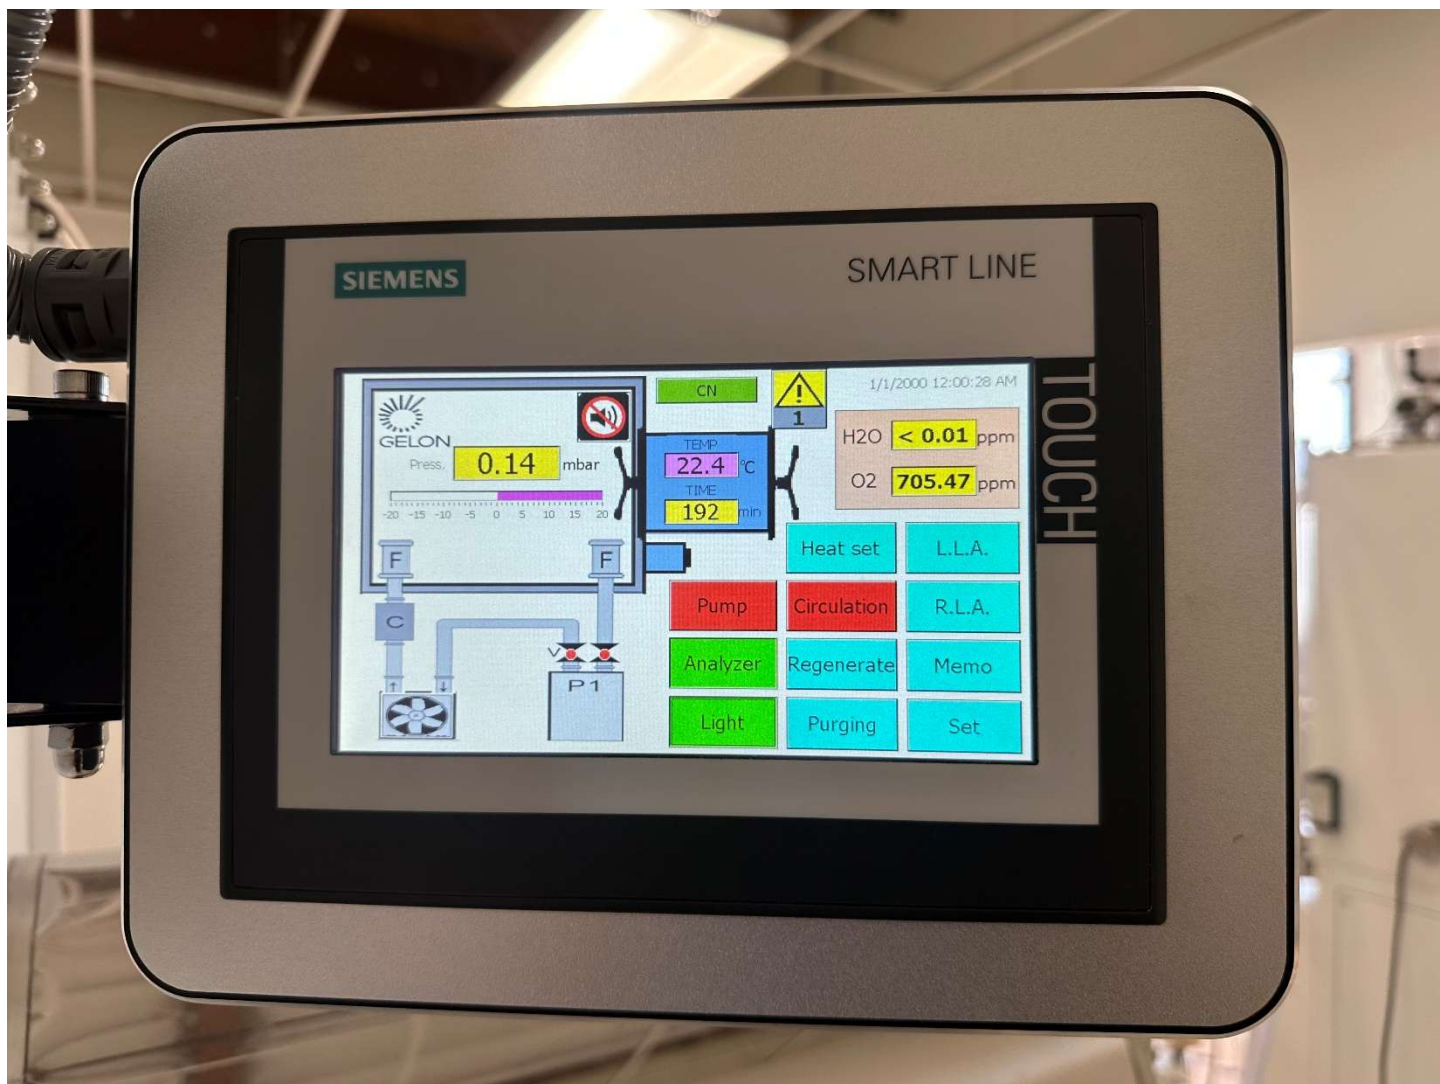 SIEMENS
SMART LINE
TOUCH
CN
1
1/1/2000 12:00:28 AM
GELON
Press. 0.14 mbar
-20 -15 -10 -5 0 5 10 15 20
TEMP
22.4 °C
TIME
192 min
H2O < 0.01 ppm
O2 705.47 ppm
F F
C
V
P1
Heat set L.L.A.
Pump Circulation R.L.A.
Analyzer Regenerate Memo
Light Purging Set